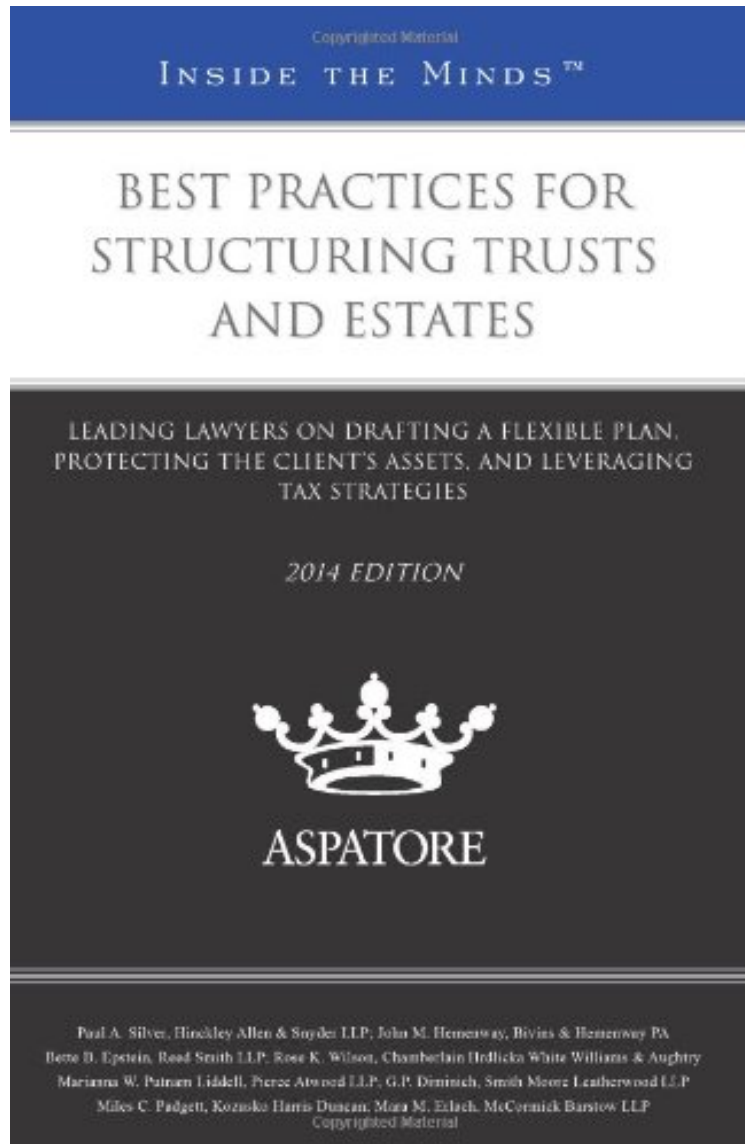 Copyrighted Material
INSIDE THE MINDS™
BEST PRACTICES FOR
STRUCTURING TRUSTS
AND ESTATES
LEADING LAWYERS ON DRAFTING A FLEXIBLE PLAN,
PROTECTING THE CLIENT'S ASSETS, AND LEVERAGING
TAX STRATEGIES
2014 EDITION
ASPATORE
Paul A. Silver, Hinckley Allen & Snyder LLP; John M. Hemenway, Bivins & Hemenway PA
Bette B. Epstein, Reed Smith LLP; Rose K. Wilson, Chamberlain Hrdlicka White Williams & Aughtry
Marianna W. Putnam Liddell, Pierce Atwood LLP; G.P. Diminich, Smith Moore Leatherwood LLP
Miles C. Padgett, Kozusko Harris Duncan; Mara M. McCormick Barstow LLP
Copyrighted Material